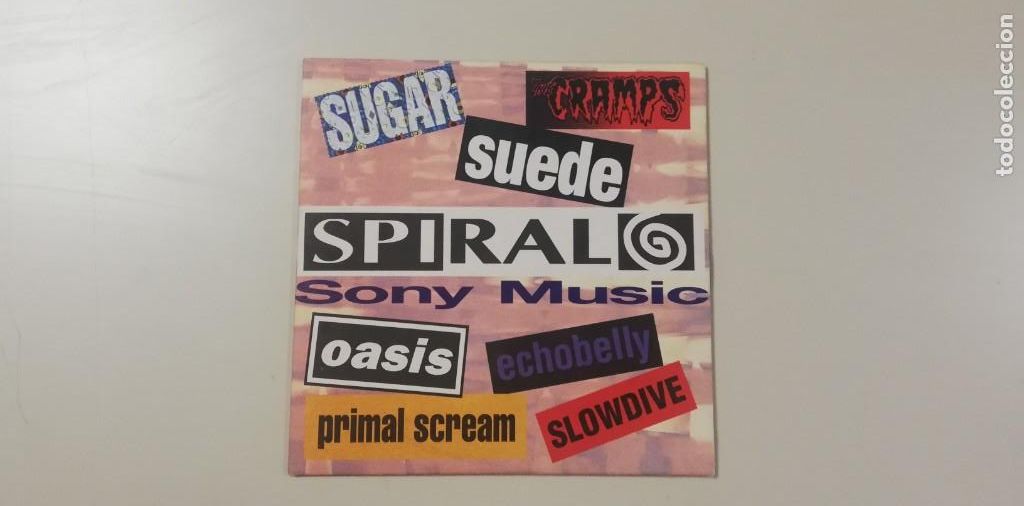 SUGAR
THE CRAMPS
suede
SPIRAL
Sony Music
oasis
echobelly
primal scream
SLOWDIVE
todocoleccion